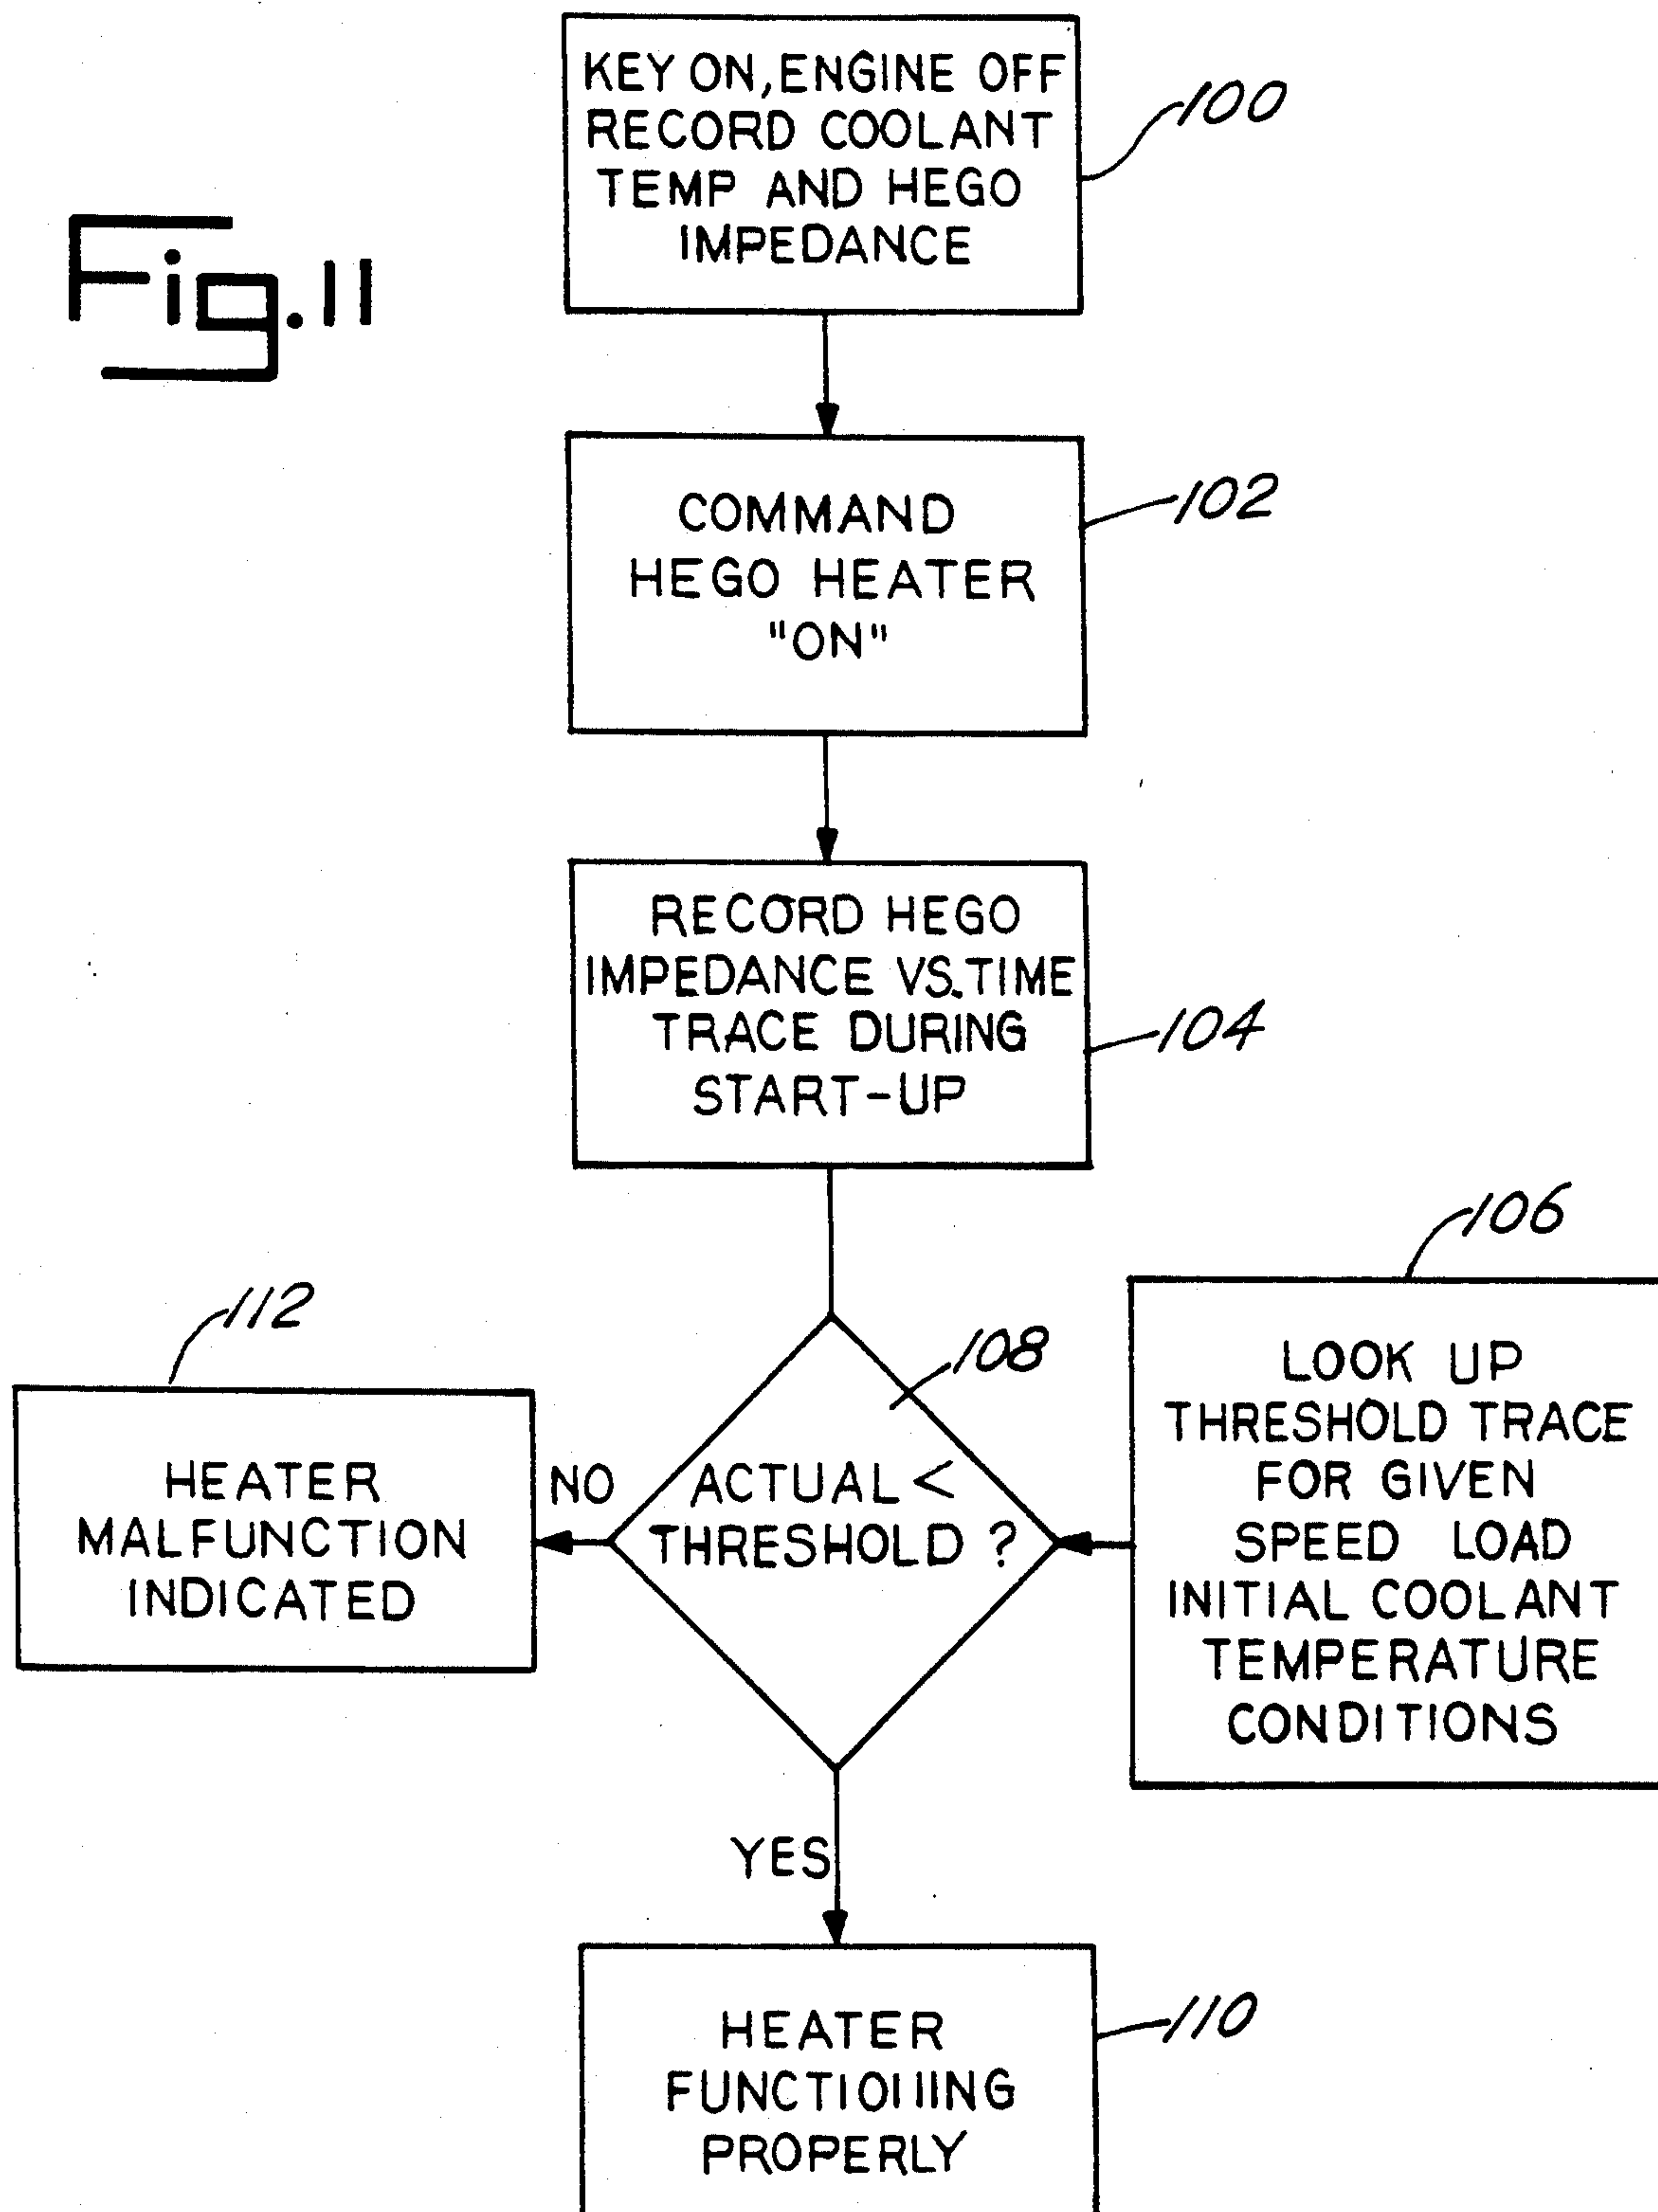 Fig. 11
KEY ON, ENGINE OFF
RECORD COOLANT
TEMP AND HEGO
IMPEDANCE
100
COMMAND
HEGO HEATER
"ON"
102
RECORD HEGO
IMPEDANCE VS. TIME
TRACE DURING
START-UP
104
106
LOOK UP
THRESHOLD TRACE
FOR GIVEN
SPEED LOAD
INITIAL COOLANT
TEMPERATURE
CONDITIONS
108
ACTUAL <
THRESHOLD ?
NO
112
HEATER
MALFUNCTION
INDICATED
YES
110
HEATER
FUNCTIONING
PROPERLY